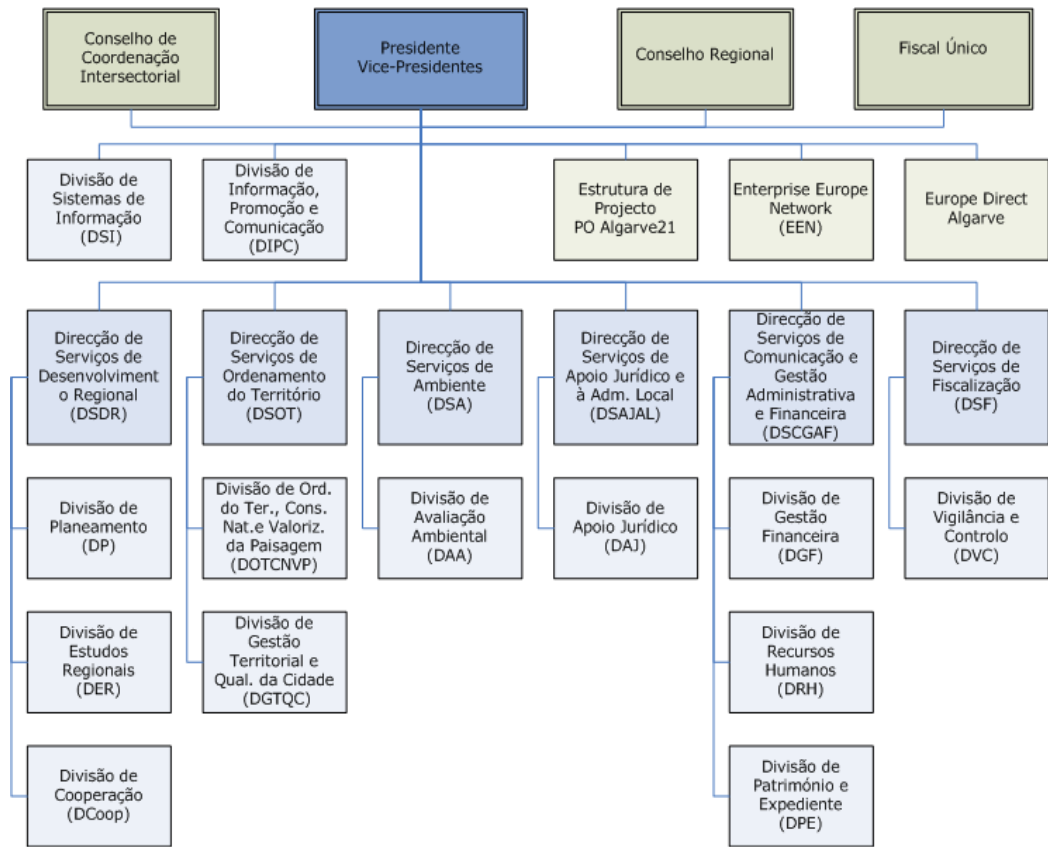 Conselho de
Coordenação
Intersectorial
Presidente
Vice-Presidentes
Conselho Regional
Fiscal Único
Divisão de
Sistemas de
Informação
(DSI)
Divisão de
Informação,
Promoção e
Comunicação
(DIPC)
Estrutura de
Projecto
PO Algarve21
Enterprise Europe
Network
(EEN)
Europe Direct
Algarve
Direcção de
Serviços de
Desenvolviment
o Regional
(DSDR)
Direcção de
Serviços de
Ordenamento
do Território
(DSOT)
Direcção de
Serviços de
Ambiente
(DSA)
Direcção de
Serviços de
Apoio Jurídico e
à Adm. Local
(DSAJAL)
Direcção de
Serviços de
Comunicação e
Gestão
Administrativa
e Financeira
(DSCGAF)
Direcção de
Serviços de
Fiscalização
(DSF)
Divisão de
Planeamento
(DP)
Divisão de Ord.
do Ter., Cons.
Nat.e Valoriz.
da Paisagem
(DOTCNVP)
Divisão de
Avaliação
Ambiental
(DAA)
Divisão de
Apoio Jurídico
(DAJ)
Divisão de
Gestão
Financeira
(DGF)
Divisão de
Vigilância e
Controlo
(DVC)
Divisão de
Estudos
Regionais
(DER)
Divisão de
Gestão
Territorial e
Qual. da Cidade
(DGTQC)
Divisão de
Recursos
Humanos
(DRH)
Divisão de
Cooperação
(DCoop)
Divisão de
Património e
Expediente
(DPE)